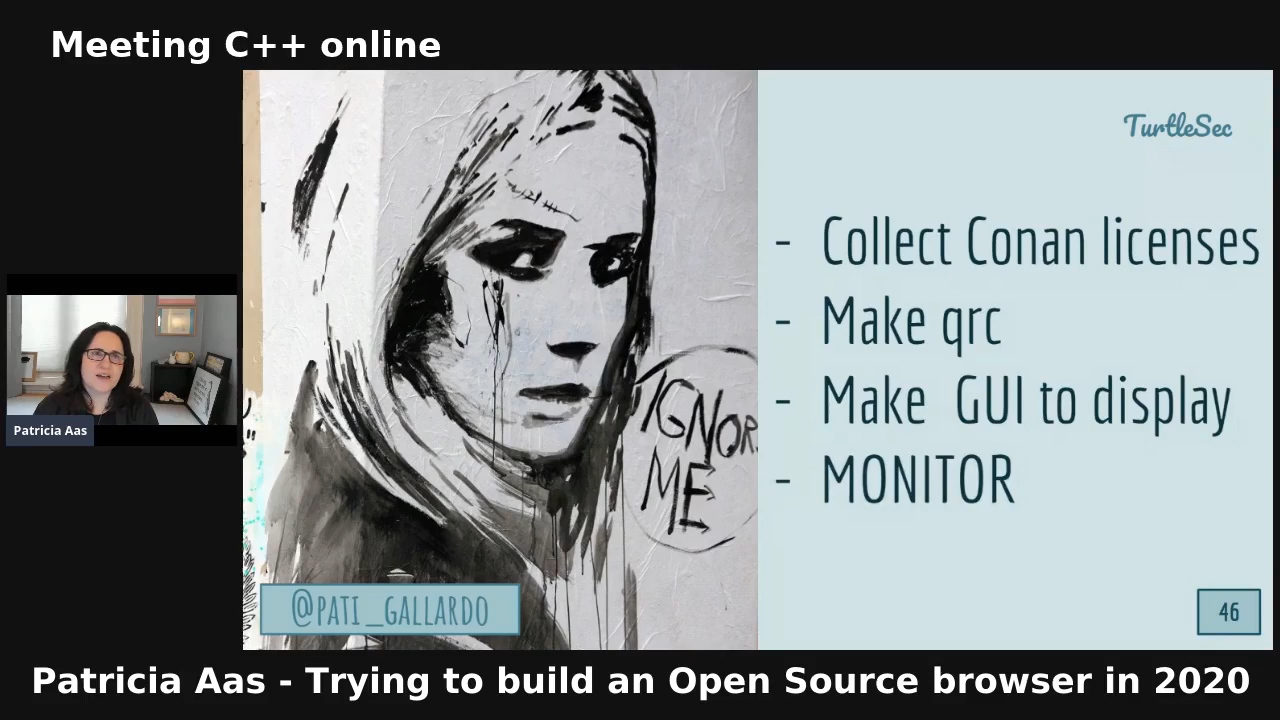 Meeting C++ online
TurtleSec
- Collect Conan licenses
- Make qrc
- Make GUI to display
- MONITOR
IGNOR
ME
Patricia Aas
@PATI_GALLARDO
46
Patricia Aas - Trying to build an Open Source browser in 2020